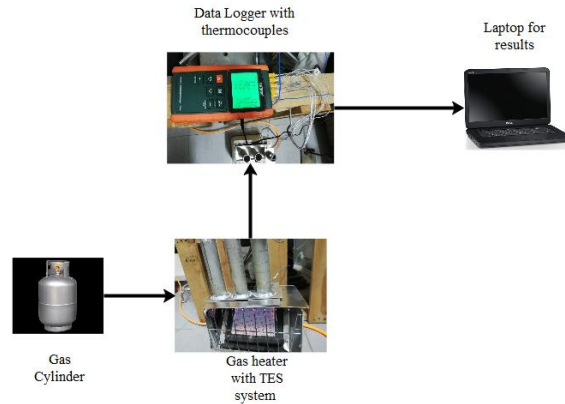 Data Logger with
thermocouples
Laptop for
results
Gas
Cylinder
Gas heater
with TES
system